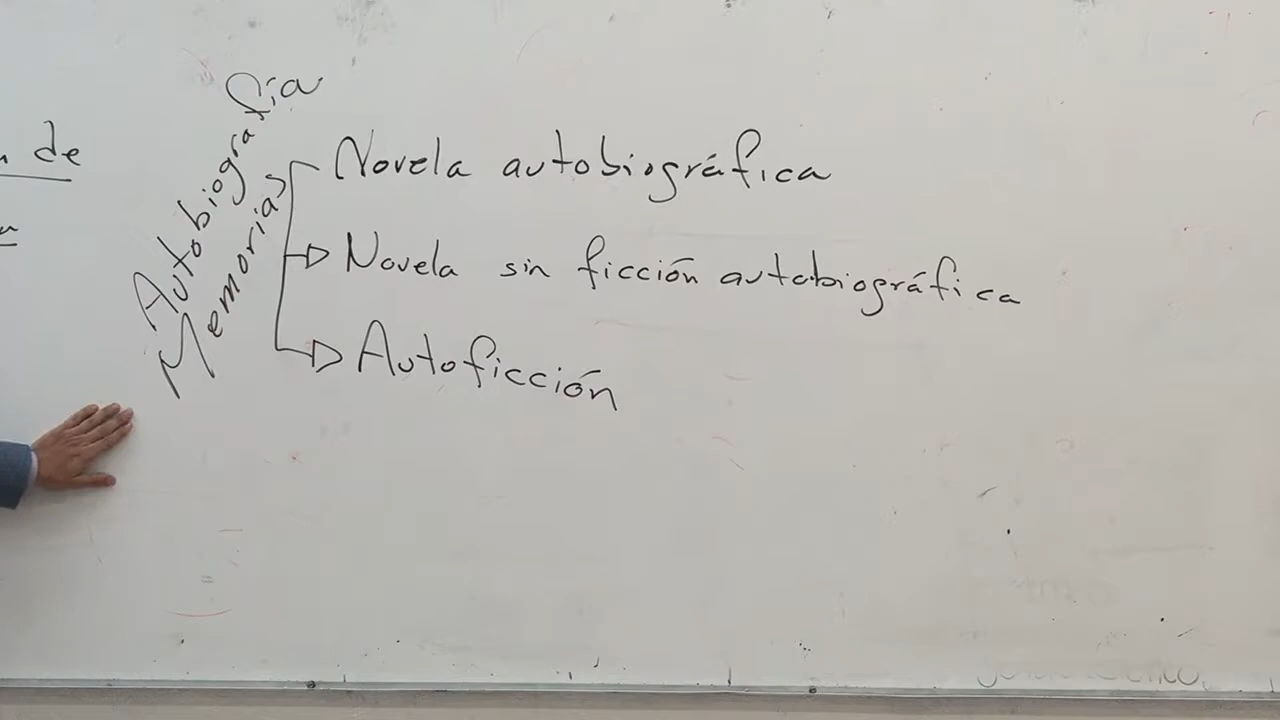 de
Autobiografía
Memorias
Novela autobiográfica
Novela sin ficción autobiográfica
Autoficción